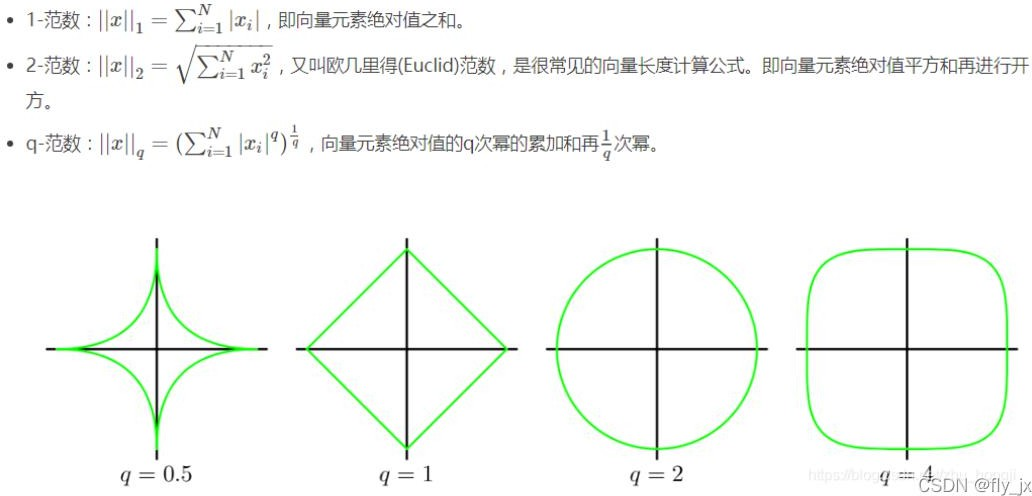 • 1-范数：||x||₁ = ∑ᵢ₌₁ᴺ |xᵢ|，即向量元素绝对值之和。
• 2-范数：||x||₂ = √(∑ᵢ₌₁ᴺ xᵢ²)，又叫欧几里得(Euclid)范数，是很常见的向量长度计算公式。即向量元素绝对值平方和再进行开
方。
• q-范数：||x||_q = (∑ᵢ₌₁ᴺ |xᵢ|^q)^(1/q)，向量元素绝对值的q次幂的累加和再1/q次幂。
q = 0.5 q = 1 q = 2 q = 4
CSDN @fly_jx